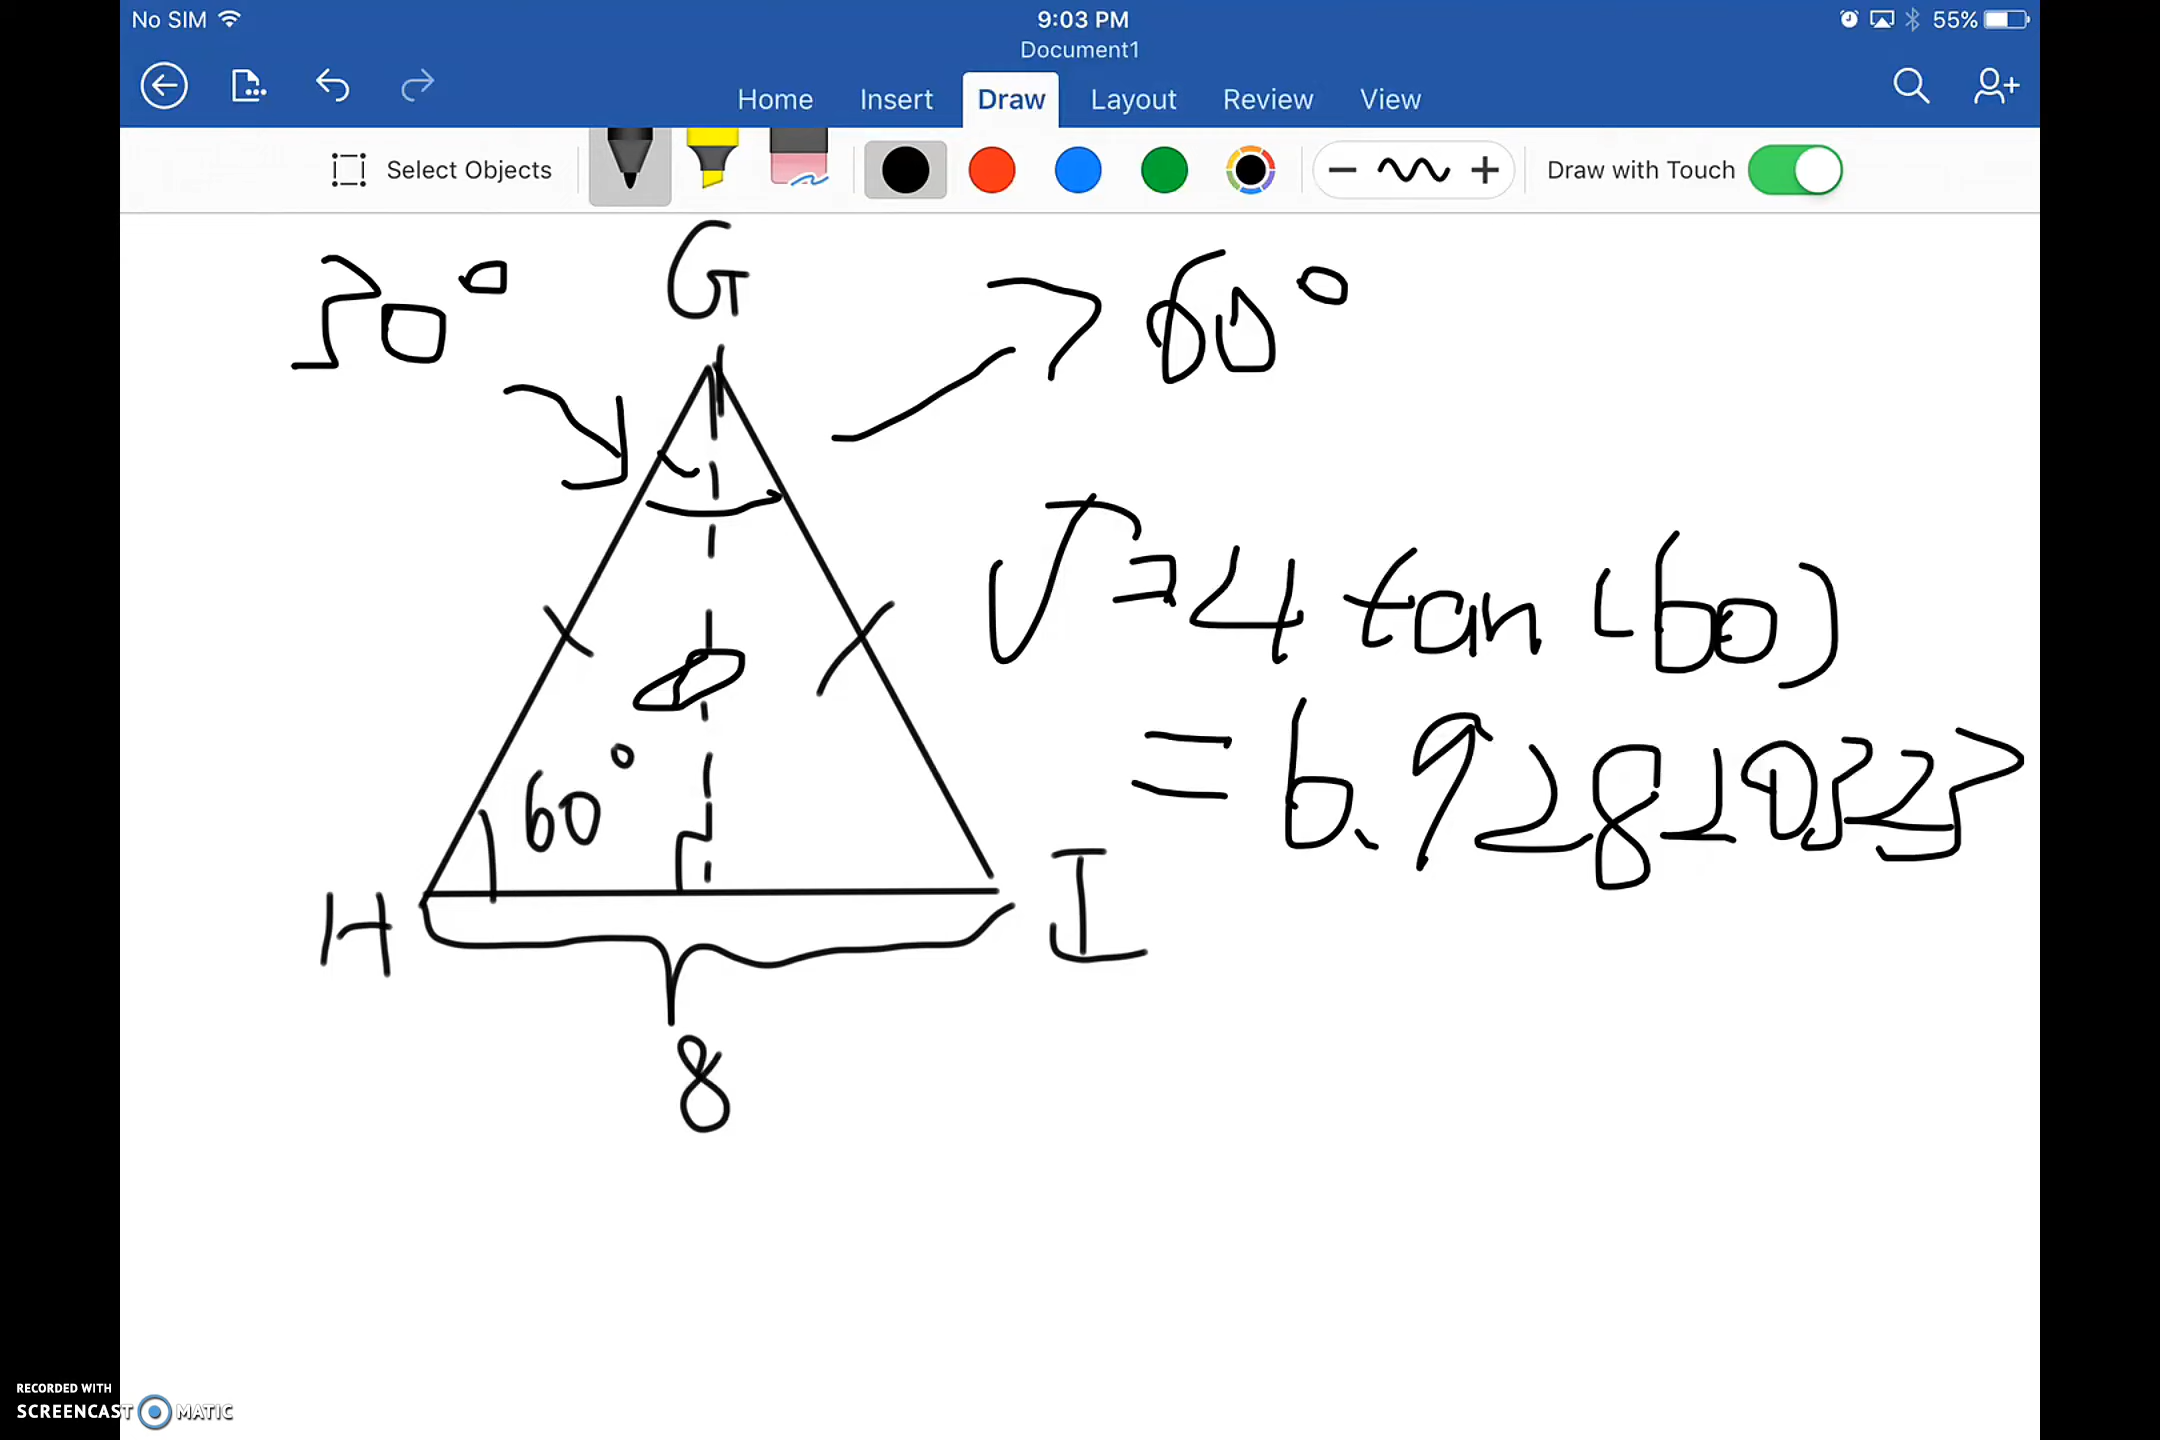 No SIM
9:03 PM
55%
Document1
Home Insert Draw Layout Review View
Select Objects
Draw with Touch
30°
G
60°
V=4 tan (60)
=6.92820323
60°
H
I
8
RECORDED WITH
SCREENCAST MATIC